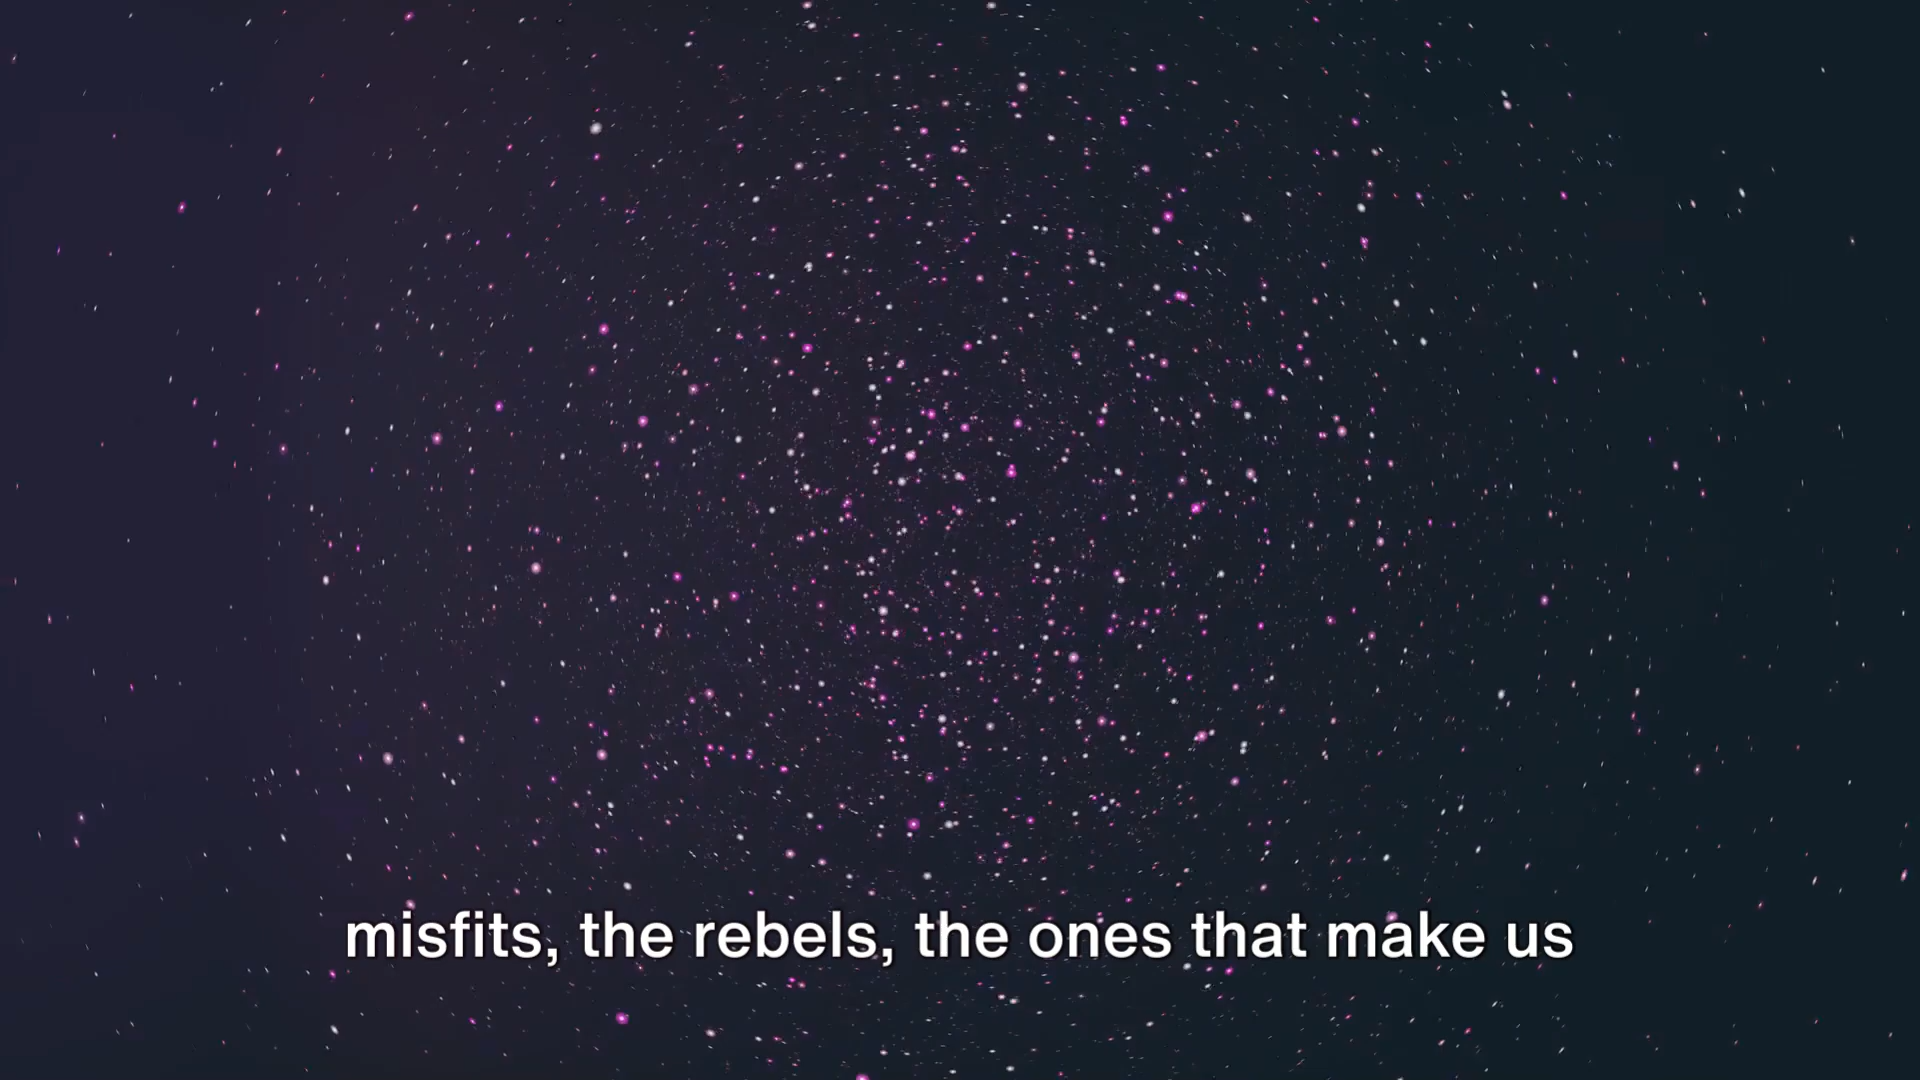 misfits, the rebels, the ones that make us